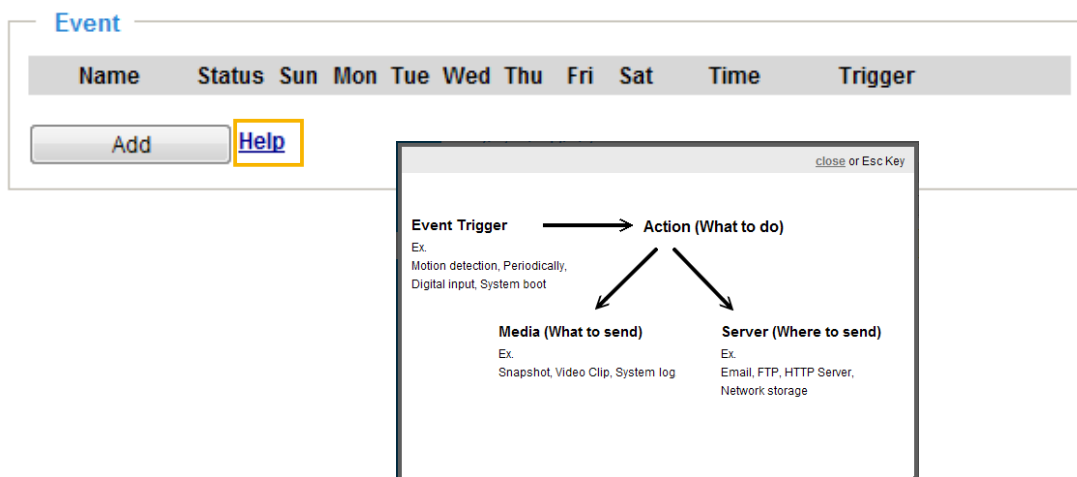 Event
Name Status Sun Mon Tue Wed Thu Fri Sat Time Trigger
Add Help
close or Esc Key
Event Trigger Action (What to do)
Ex.
Motion detection, Periodically,
Digital input, System boot
Media (What to send) Server (Where to send)
Ex. Ex.
Snapshot, Video Clip, System log Email, FTP, HTTP Server,
Network storage